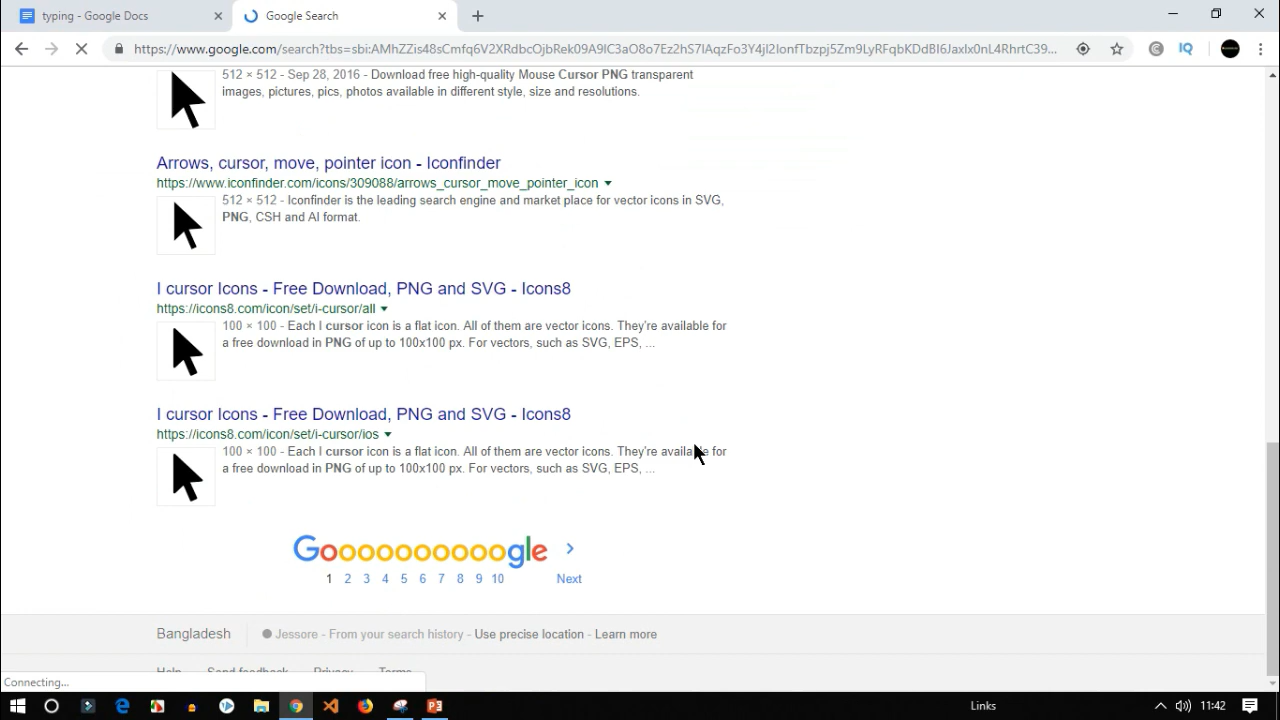 typing - Google Docs
Google Search
https://www.google.com/search?tbs=sbi:AMhZZis48sCmfq6V2XRdbcOjbRek09A9lC3aO8o7Ez2hS7lAqzFo3Y4jl2IonfTbzpj5Zm9LyRFqbKDdBI6Jaxlx0nL4RhrtC39...
IQ
512 × 512 - Sep 28, 2016 - Download free high-quality Mouse Cursor PNG transparent
images, pictures, pics, photos available in different style, size and resolutions.
Arrows, cursor, move, pointer icon - Iconfinder
https://www.iconfinder.com/icons/309088/arrows_cursor_move_pointer_icon
512 × 512 - Iconfinder is the leading search engine and market place for vector icons in SVG,
PNG, CSH and AI format.
I cursor Icons - Free Download, PNG and SVG - Icons8
https://icons8.com/icon/set/i-cursor/all
100 × 100 - Each I cursor icon is a flat icon. All of them are vector icons. They're available for
a free download in PNG of up to 100x100 px. For vectors, such as SVG, EPS, ...
I cursor Icons - Free Download, PNG and SVG - Icons8
https://icons8.com/icon/set/i-cursor/ios
100 × 100 - Each I cursor icon is a flat icon. All of them are vector icons. They're available for
a free download in PNG of up to 100x100 px. For vectors, such as SVG, EPS, ...
Goooooooooogle >
1 2 3 4 5 6 7 8 9 10 Next
Bangladesh
Jessore - From your search history - Use precise location - Learn more
Help Send feedback Privacy Terms
Connecting...
Links
11:42